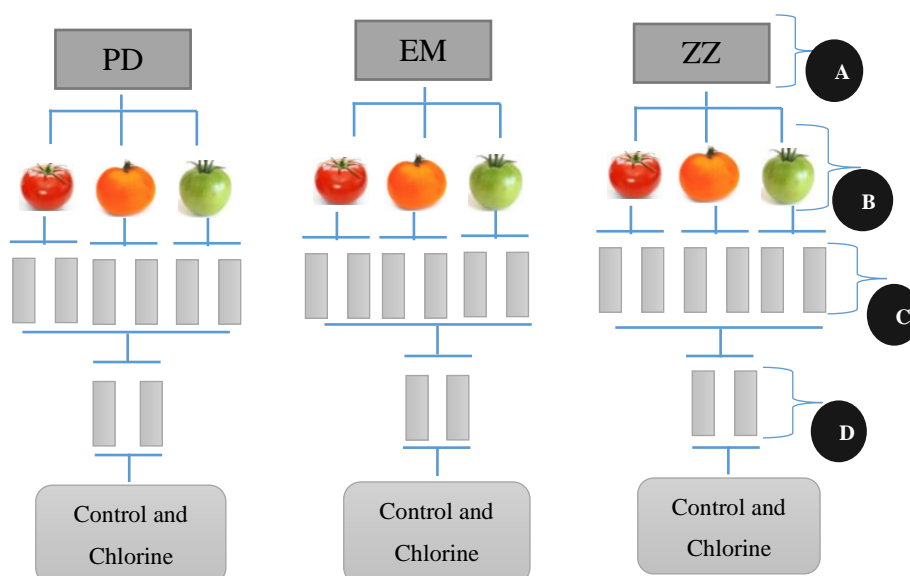 PD
EM
ZZ
A
B
C
D
Control and
Chlorine
Control and
Chlorine
Control and
Chlorine